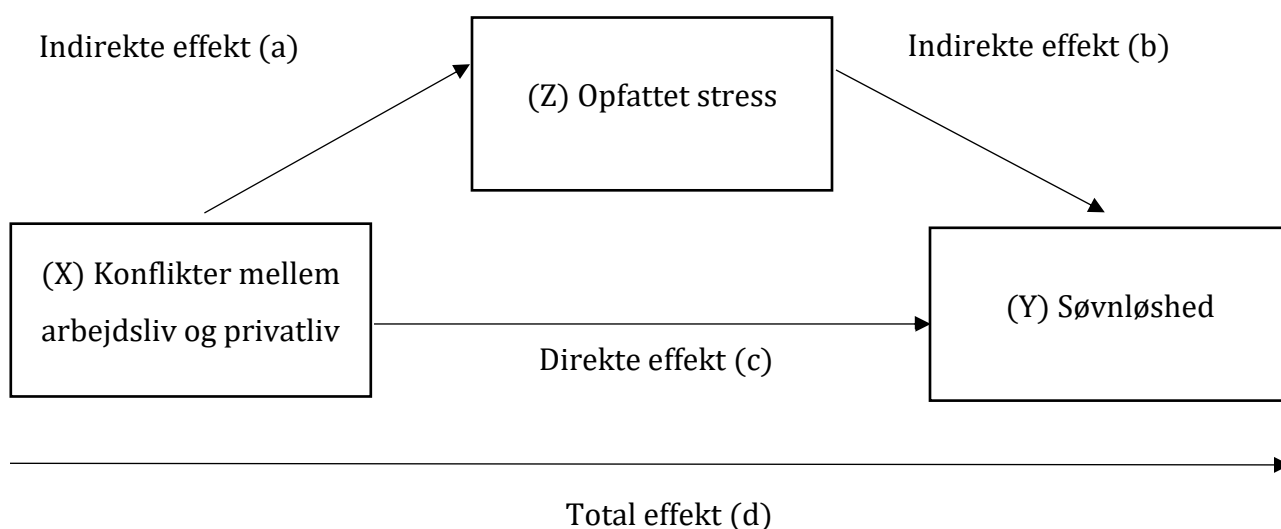 Indirekte effekt (a)
Indirekte effekt (b)
(Z) Opfattet stress
(X) Konflikter mellem
arbejdsliv og privatliv
(Y) Søvnløshed
Direkte effekt (c)
Total effekt (d)